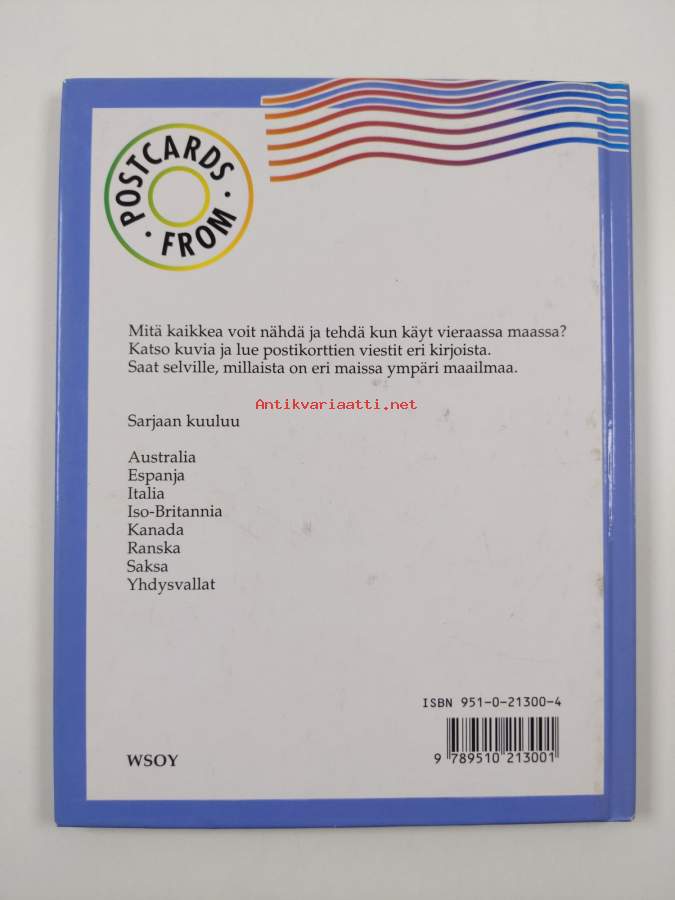 · POSTCARDS ·
FROM
Mitä kaikkea voit nähdä ja tehdä kun käyt vieraassa maassa?
Katso kuvia ja lue postikorttien viestit eri kirjoista.
Saat selville, millaista on eri maissa ympäri maailmaa.
Antikvariaatti.net
Sarjaan kuuluu
Australia
Espanja
Italia
Iso-Britannia
Kanada
Ranska
Saksa
Yhdysvallat
ISBN 951-0-21300-4
9 789510 213001
WSOY